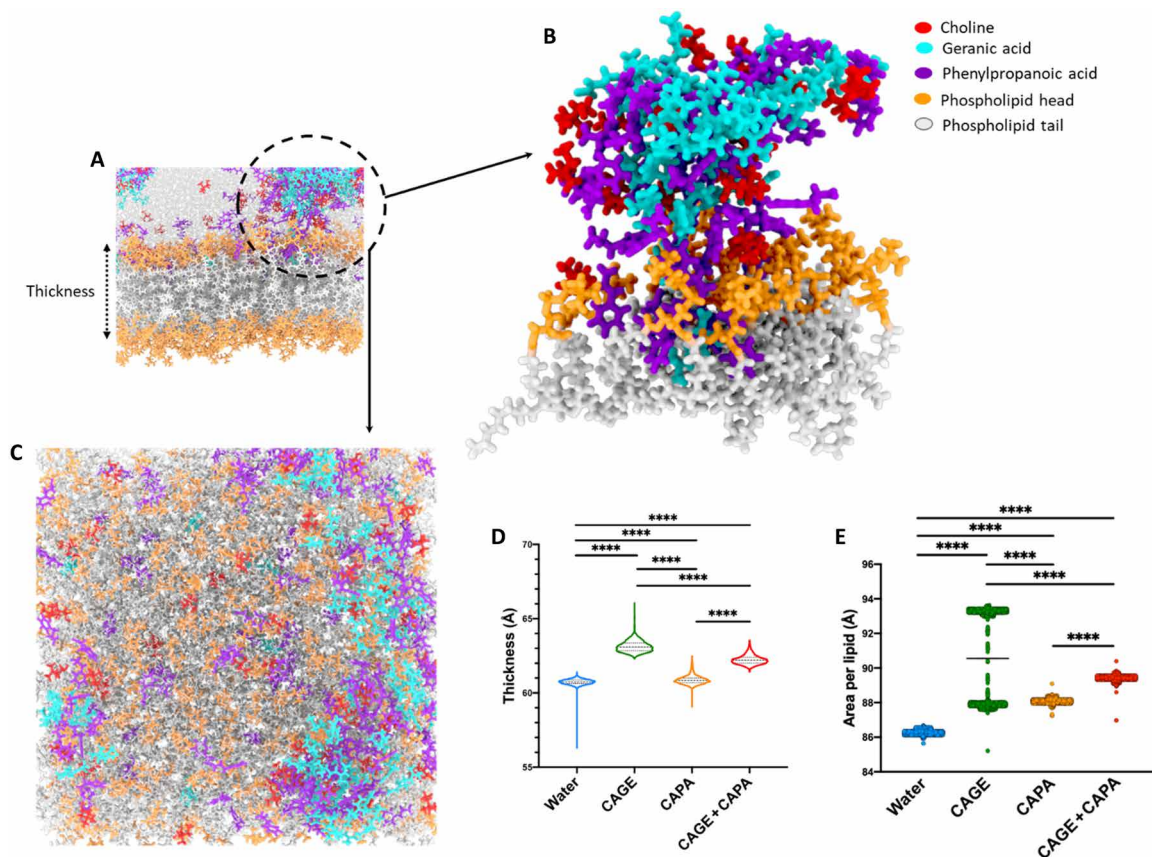 B
Choline
Geranic acid
Phenylpropanoic acid
Phospholipid head
Phospholipid tail
A
Thickness
C
D
****
****
**** ****
****
****
70
65
60
55
Thickness (Å)
Water
CAGE
CAPA
CAGE+CAPA
E
****
****
**** ****
****
****
96
94
92
90
88
86
84
Area per lipid (Å)
Water
CAGE
CAPA
CAGE+CAPA